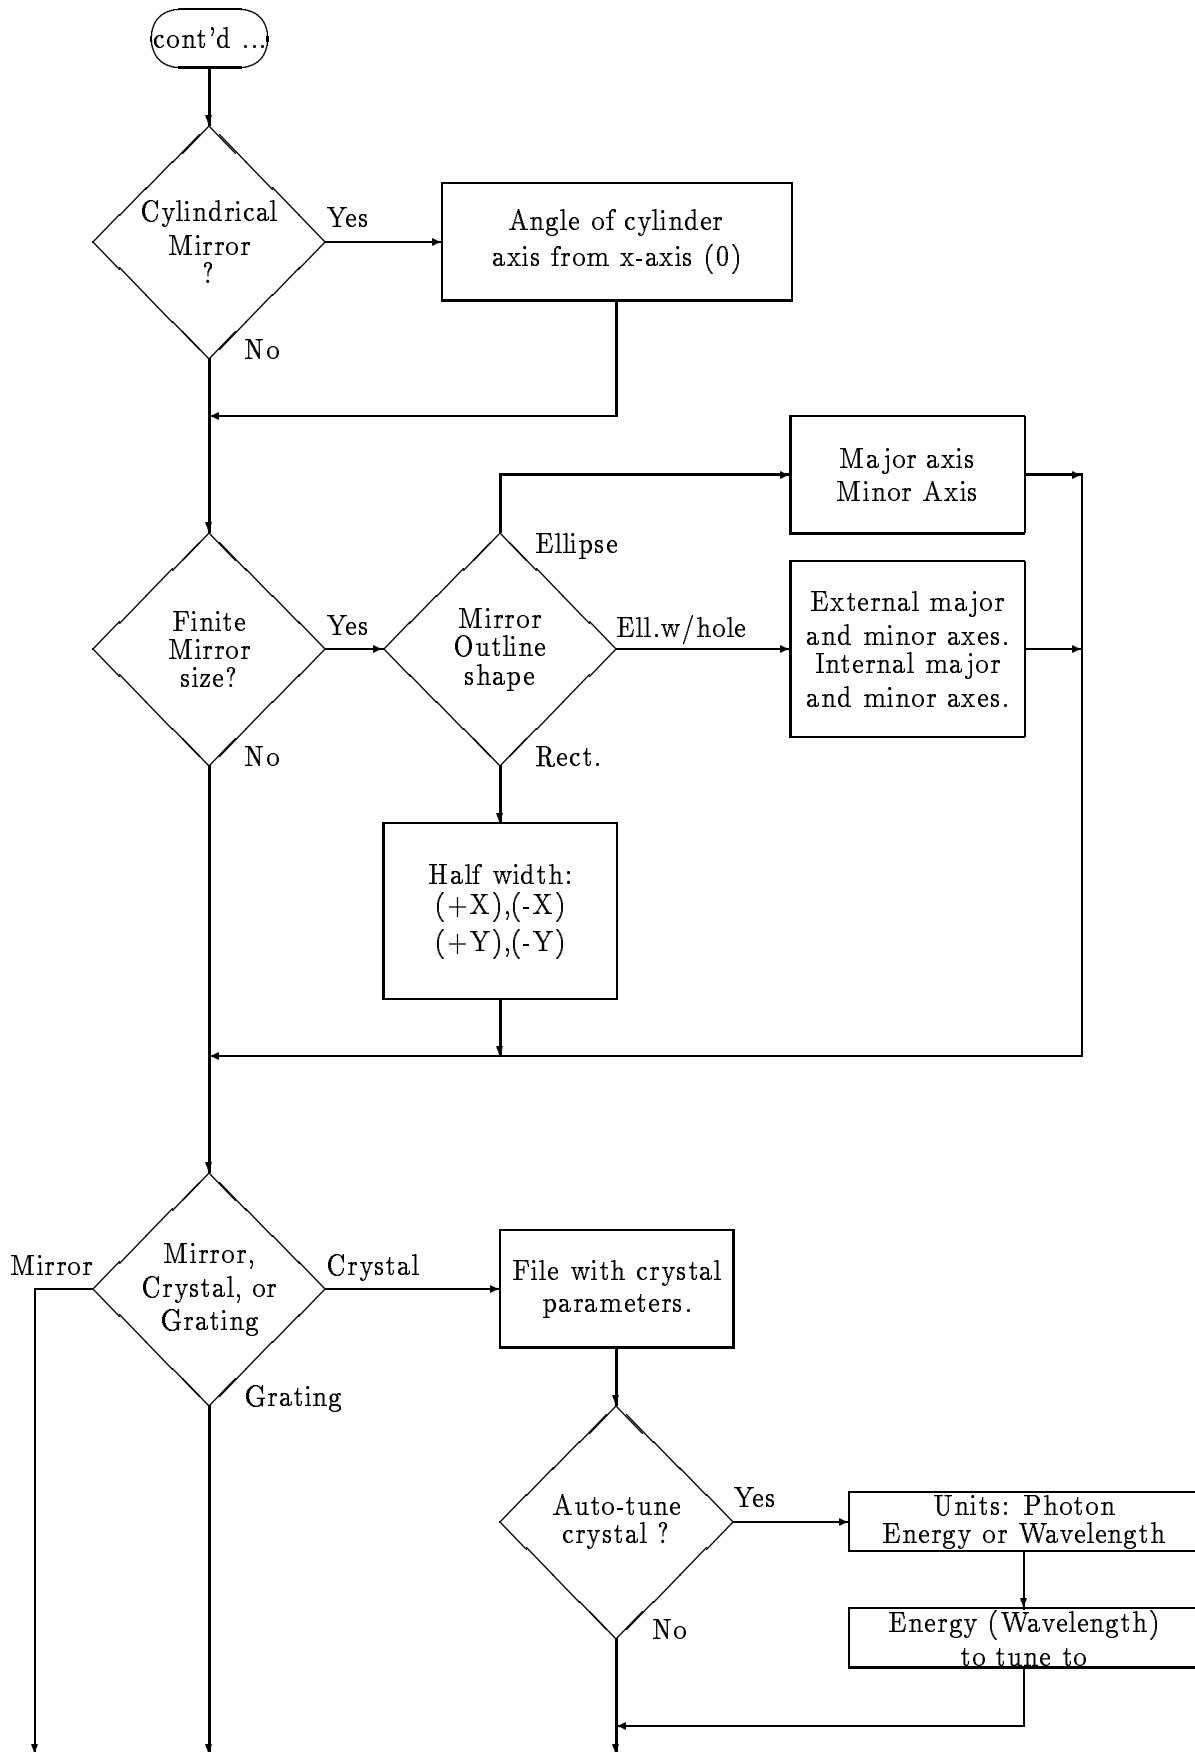 cont'd ...
Cylindrical
Mirror
?
Yes
No
Angle of cylinder
axis from x-axis (0)
Finite
Mirror
size?
Yes
No
Mirror
Outline
shape
Ellipse
Ell.w/hole
Rect.
Major axis
Minor Axis
External major
and minor axes.
Internal major
and minor axes.
Half width:
(+X),(-X)
(+Y),(-Y)
Mirror
Mirror,
Crystal, or
Grating
Crystal
Grating
File with crystal
parameters.
Auto-tune
crystal ?
Yes
No
Units: Photon
Energy or Wavelength
Energy (Wavelength)
to tune to